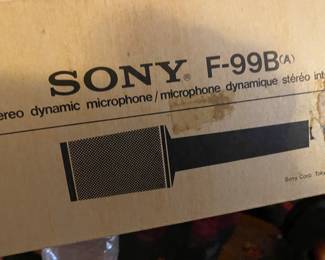 SONY® F-99B(A)
ereo dynamic microphone/microphone dynamique stéréo int
Sony Corp. Toky